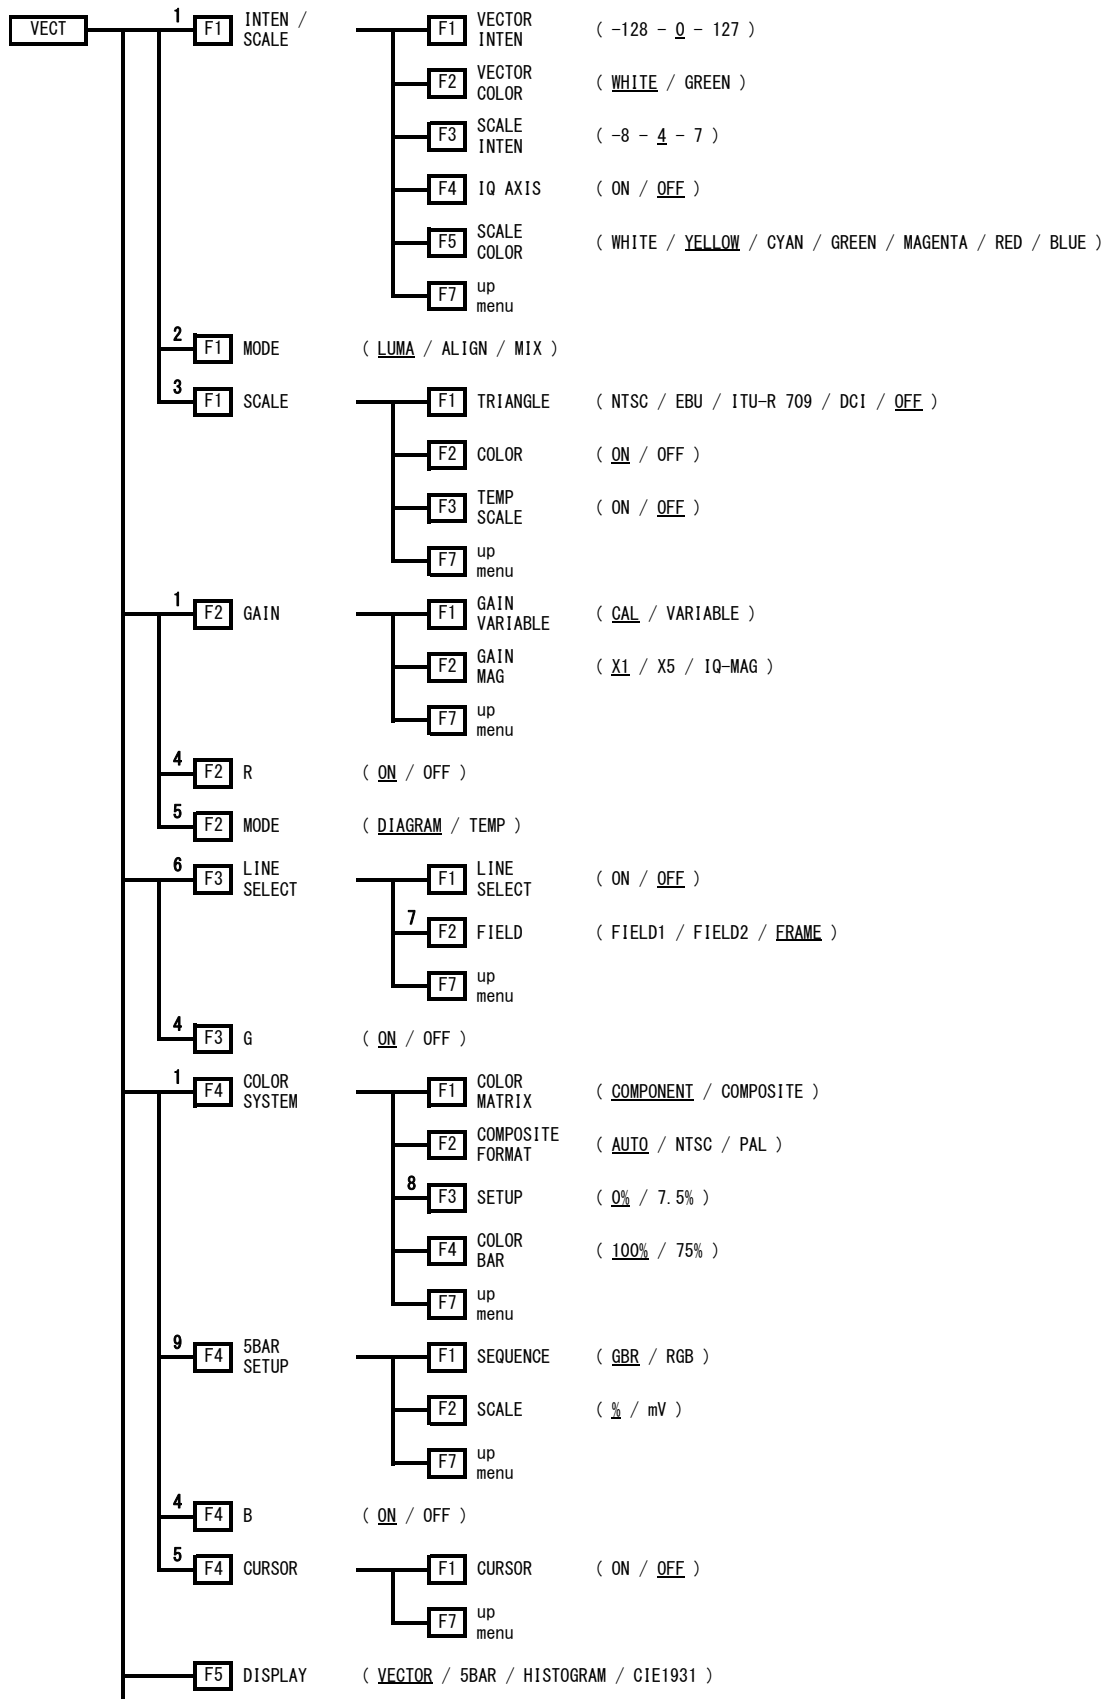 VECT
1 F1 INTEN / SCALE
F1 VECTOR INTEN ( -128 - 0 - 127 )
F2 VECTOR COLOR ( WHITE / GREEN )
F3 SCALE INTEN ( -8 - 4 - 7 )
F4 IQ AXIS ( ON / OFF )
F5 SCALE COLOR ( WHITE / YELLOW / CYAN / GREEN / MAGENTA / RED / BLUE )
F7 up menu
2 F1 MODE ( LUMA / ALIGN / MIX )
3 F1 SCALE
F1 TRIANGLE ( NTSC / EBU / ITU-R 709 / DCI / OFF )
F2 COLOR ( ON / OFF )
F3 TEMP SCALE ( ON / OFF )
F7 up menu
1 F2 GAIN
F1 GAIN VARIABLE ( CAL / VARIABLE )
F2 GAIN MAG ( X1 / X5 / IQ-MAG )
F7 up menu
4 F2 R ( ON / OFF )
5 F2 MODE ( DIAGRAM / TEMP )
6 F3 LINE SELECT
F1 LINE SELECT ( ON / OFF )
7 F2 FIELD ( FIELD1 / FIELD2 / FRAME )
F7 up menu
4 F3 G ( ON / OFF )
1 F4 COLOR SYSTEM
F1 COLOR MATRIX ( COMPONENT / COMPOSITE )
F2 COMPOSITE FORMAT ( AUTO / NTSC / PAL )
8 F3 SETUP ( 0% / 7.5% )
F4 COLOR BAR ( 100% / 75% )
F7 up menu
9 F4 5BAR SETUP
F1 SEQUENCE ( GBR / RGB )
F2 SCALE ( % / mV )
F7 up menu
4 F4 B ( ON / OFF )
5 F4 CURSOR
F1 CURSOR ( ON / OFF )
F7 up menu
F5 DISPLAY ( VECTOR / 5BAR / HISTOGRAM / CIE1931 )